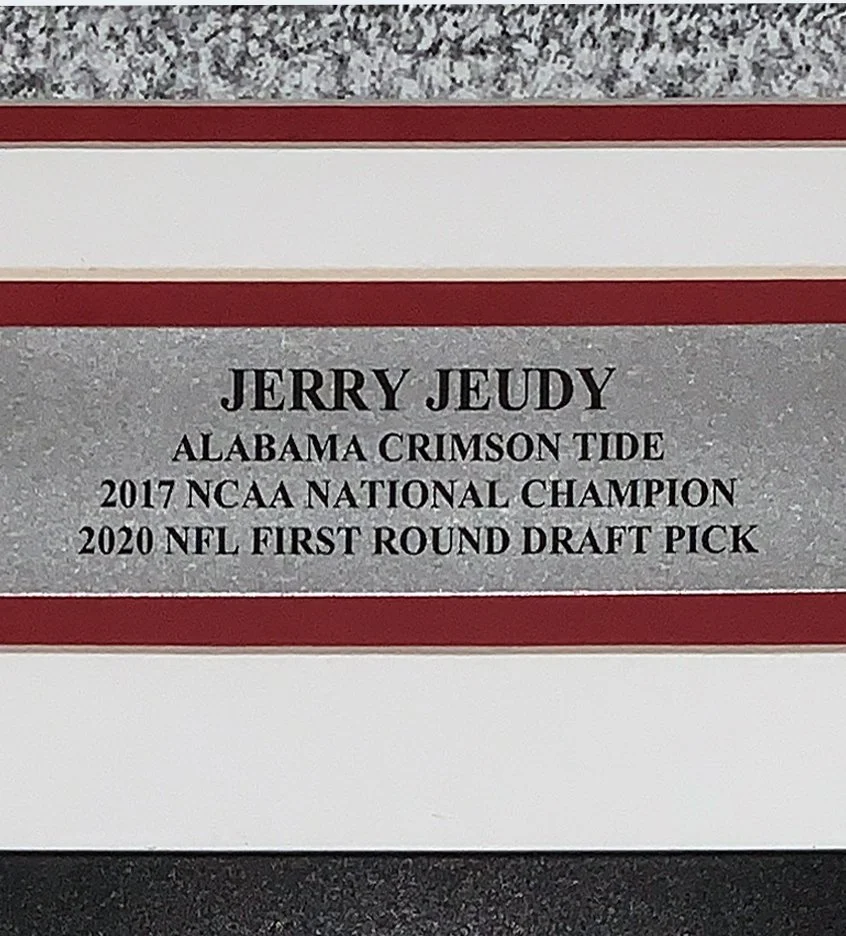 JERRY JEUDY
ALABAMA CRIMSON TIDE
2017 NCAA NATIONAL CHAMPION
2020 NFL FIRST ROUND DRAFT PICK